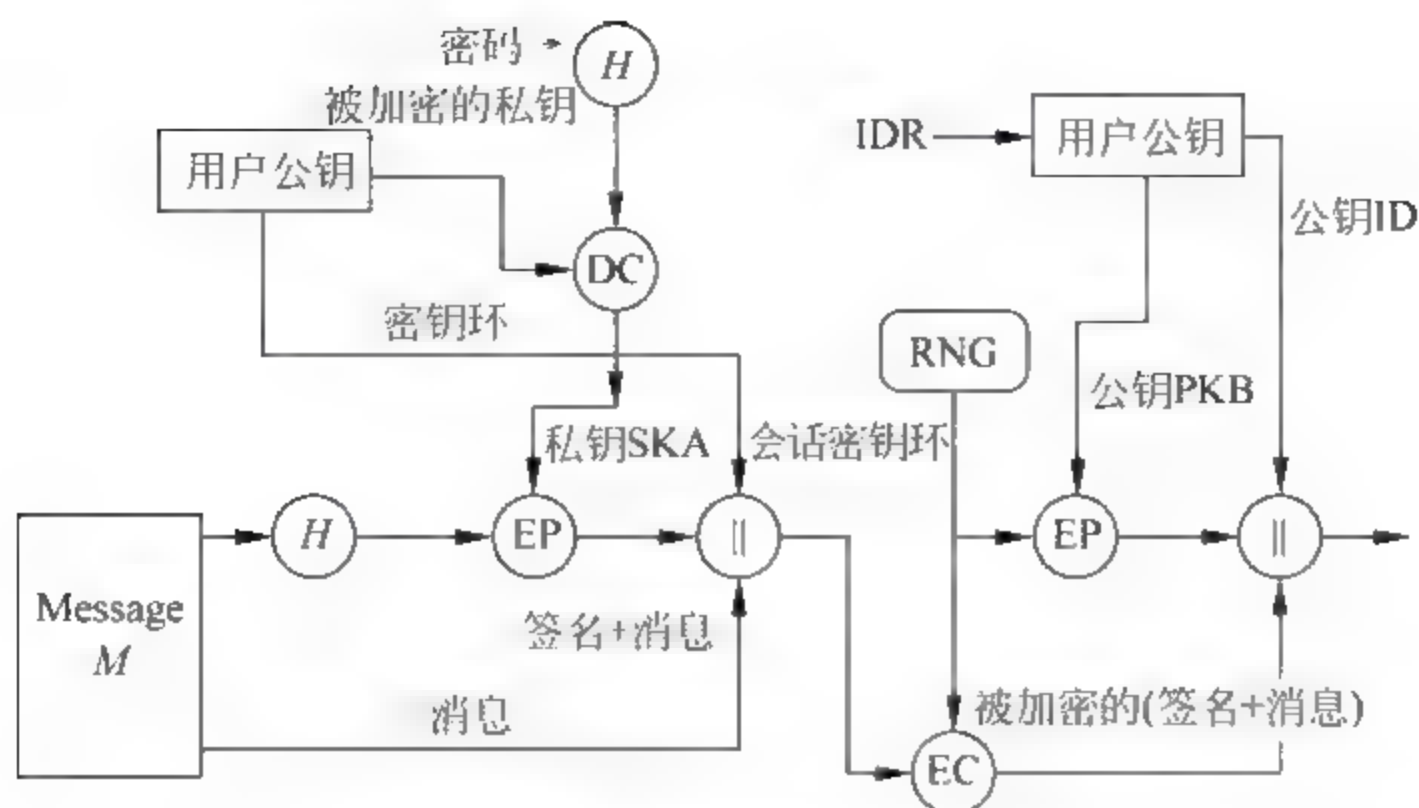 密码
H
被加密的私钥
用户公钥
IDR
用户公钥
公钥ID
DC
密钥环
RNG
公钥PKB
私钥SKA
会话密钥环
H
EP
||
EP
||
Message
M
签名+消息
消息
被加密的(签名+消息)
EC